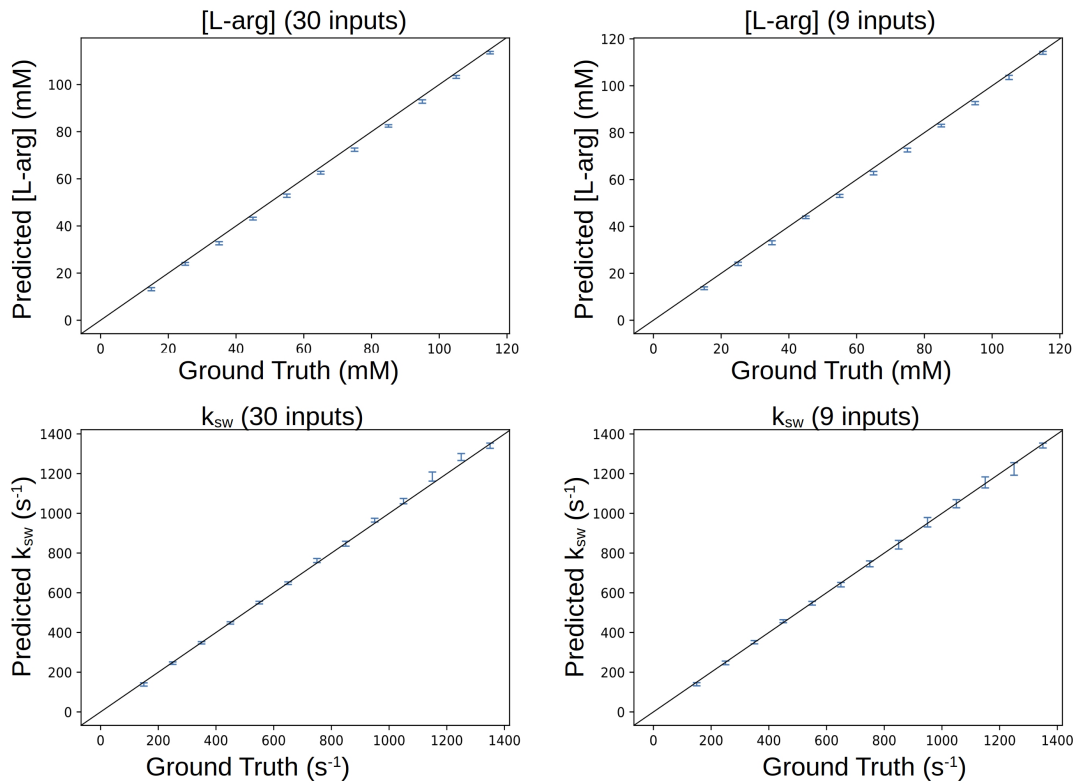 [L-arg] (30 inputs)
Predicted [L-arg] (mM)
100
80
60
40
20
0
0 20 40 60 80 100 120
Ground Truth (mM)
[L-arg] (9 inputs)
Predicted [L-arg] (mM)
120
100
80
60
40
20
0
0 20 40 60 80 100 120
Ground Truth (mM)
k_sw (30 inputs)
Predicted k_sw (s⁻¹)
1400
1200
1000
800
600
400
200
0
0 200 400 600 800 1000 1200 1400
Ground Truth (s⁻¹)
k_sw (9 inputs)
Predicted k_sw (s⁻¹)
1400
1200
1000
800
600
400
200
0
0 200 400 600 800 1000 1200 1400
Ground Truth (s⁻¹)